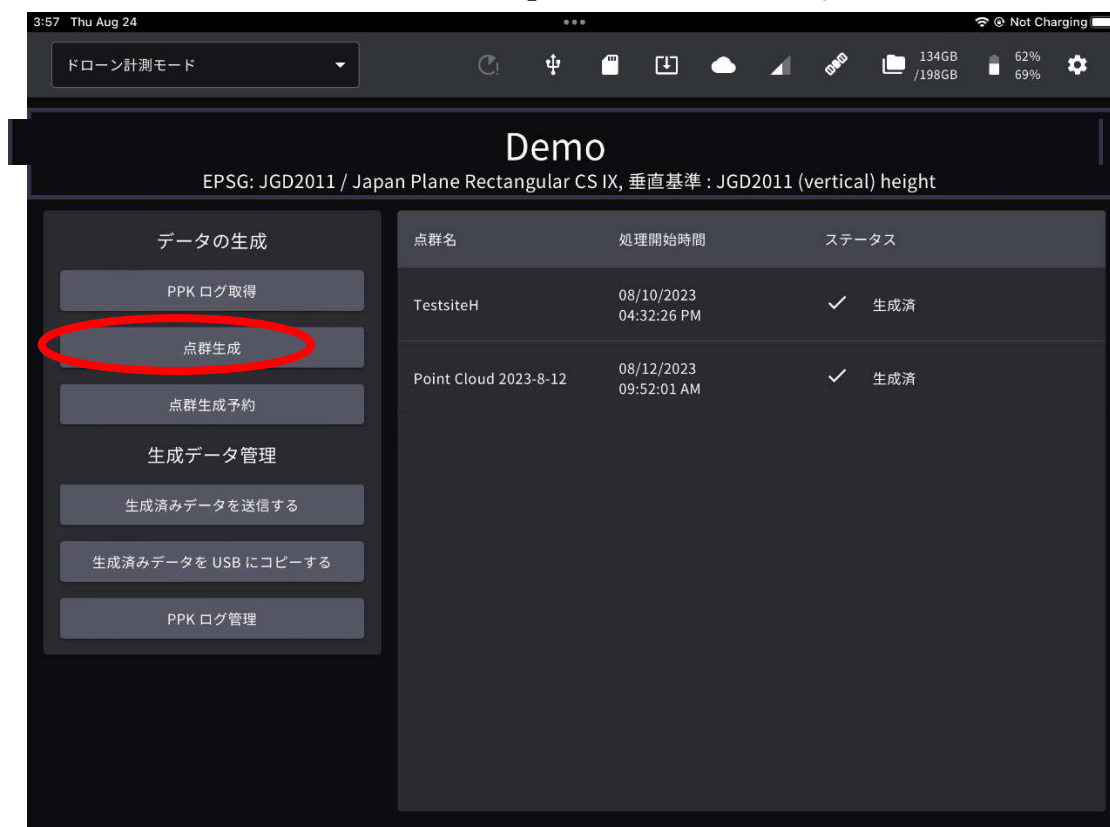 3:57 Thu Aug 24
Not Charging
ドローン計測モード
134GB
/198GB
62%
69%
Demo
EPSG: JGD2011 / Japan Plane Rectangular CS IX, 垂直基準 : JGD2011 (vertical) height
データの生成
PPK ログ取得
点群生成
点群生成予約
生成データ管理
生成済みデータを送信する
生成済みデータを USB にコピーする
PPK ログ管理
点群名 処理開始時間 ステータス
TestsiteH 08/10/2023 生成済
04:32:26 PM
Point Cloud 2023-8-12 08/12/2023 生成済
09:52:01 AM